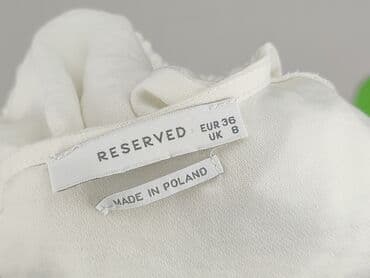 RESERVED EUR 36
UK 8
MADE IN POLAND